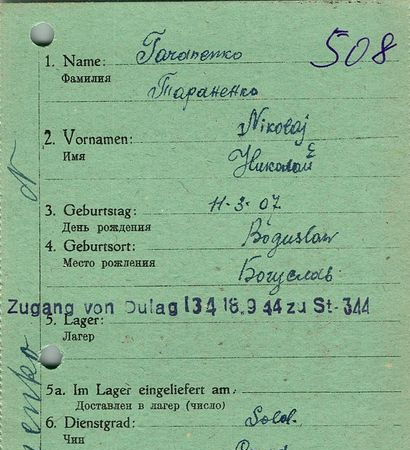 508
1. Name: Taranenko
Фамилия
Тараненко
2. Vornamen: Nikolaj
Имя Николай
3. Geburtstag: 11-3-07
День рождения
4. Geburtsort: Boguslaw
Место рождения
Богуслав
Zugang von Dulag 134 18.9 44 zu St-344
5. Lager:
Лагер
5a. Im Lager eingeliefert am
Доставлен в лагер (число)
6. Dienstgrad: Sold.
Чин